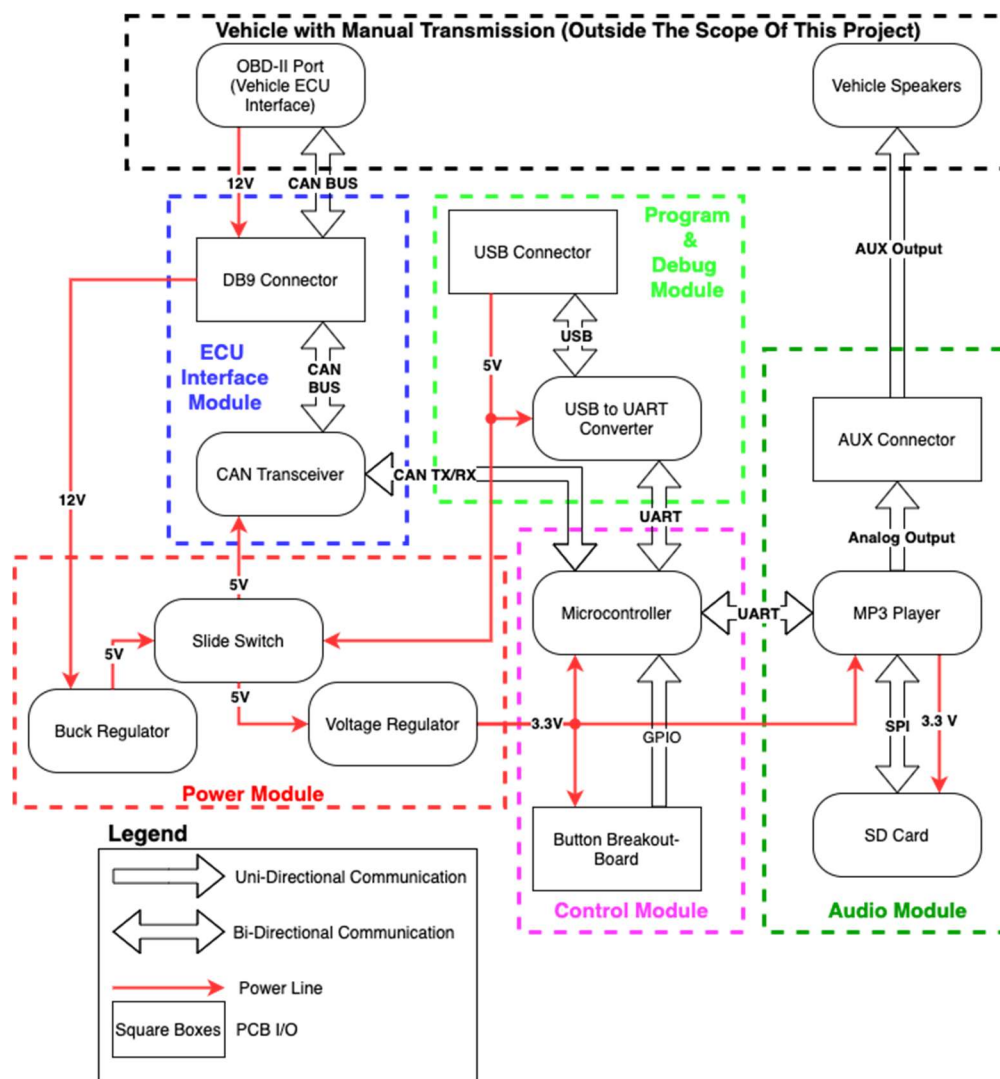 Vehicle with Manual Transmission (Outside The Scope Of This Project)
OBD-II Port
(Vehicle ECU
Interface)
Vehicle Speakers
12V
CAN BUS
AUX Output
DB9 Connector
CAN
BUS
ECU
Interface
Module
CAN Transceiver
USB Connector
Program
&
Debug
Module
USB
5V
USB to UART
Converter
CAN TX/RX
UART
12V
AUX Connector
Analog Output
5V
Slide Switch
5V
5V
Buck Regulator
Voltage Regulator
Power Module
3.3V
Microcontroller
UART
MP3 Player
GPIO
SPI
3.3 V
Button Breakout-
Board
Control Module
SD Card
Audio Module
Legend
Uni-Directional Communication
Bi-Directional Communication
Power Line
Square Boxes
PCB I/O